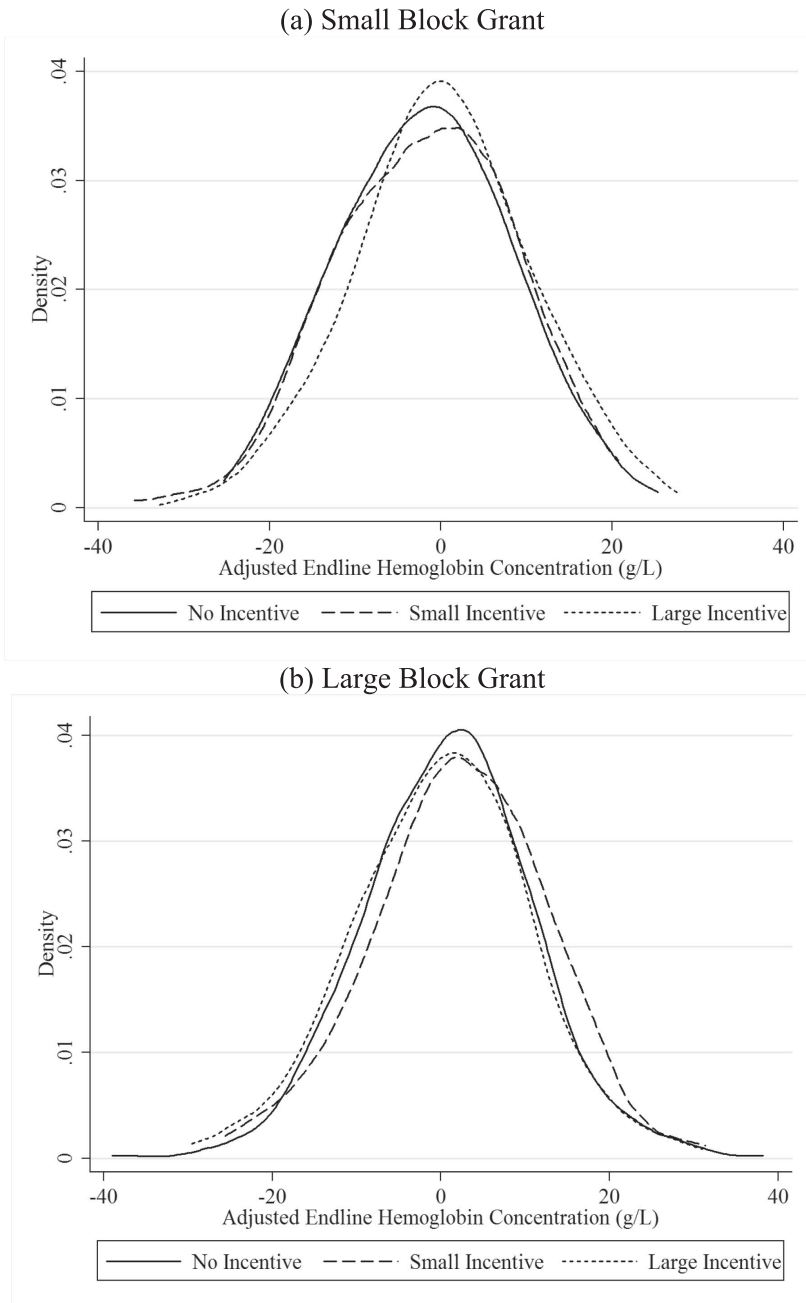 (a) Small Block Grant
.04
.03
.02
.01
0
Density
-40 -20 0 20 40
Adjusted Endline Hemoglobin Concentration (g/L)
No Incentive Small Incentive Large Incentive
(b) Large Block Grant
.04
.03
.02
.01
0
Density
-40 -20 0 20 40
Adjusted Endline Hemoglobin Concentration (g/L)
No Incentive Small Incentive Large Incentive